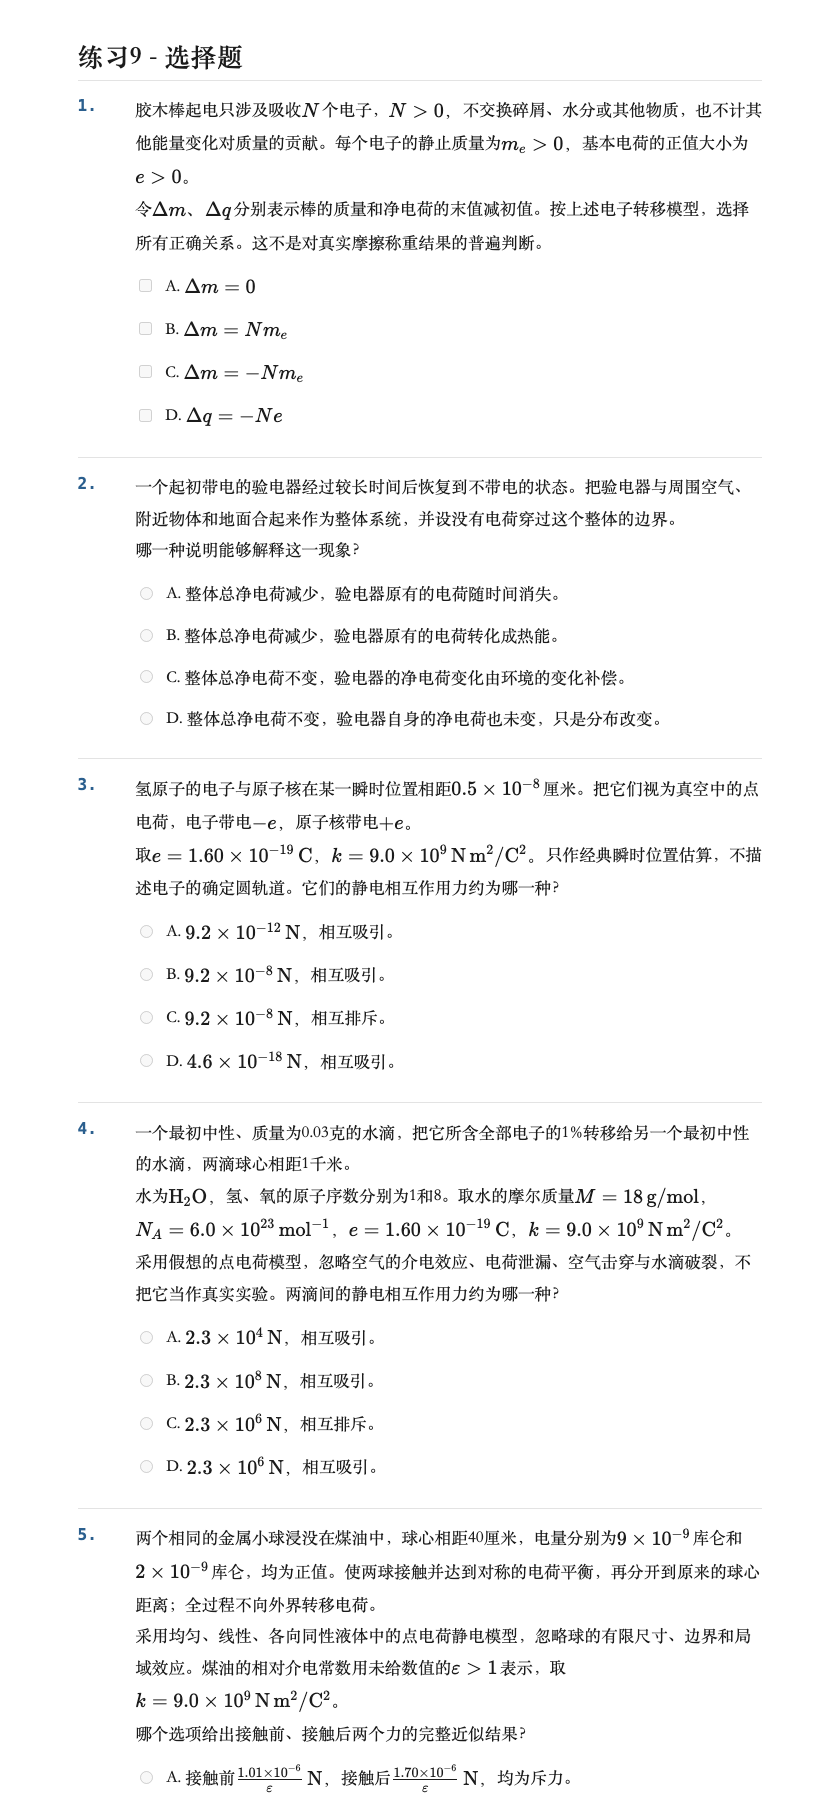 练习9 - 选择题
1.
胶木棒起电只涉及吸收N个电子，N > 0，不交换碎屑、水分或其他物质，也不计其
他能量变化对质量的贡献。每个电子的静止质量为mₑ > 0，基本电荷的正值大小为
e > 0。
令Δm、Δq分别表示棒的质量和净电荷的末值减初值。按上述电子转移模型，选择
所有正确关系。这不是对真实摩擦称重结果的普遍判断。
A. Δm = 0
B. Δm = Nmₑ
C. Δm = −Nmₑ
D. Δq = −Ne
2.
一个起初带电的验电器经过较长时间后恢复到不带电的状态。把验电器与周围空气、
附近物体和地面合起来作为整体系统，并设没有电荷穿过这个整体的边界。
哪一种说明能够解释这一现象？
A. 整体总净电荷减少，验电器原有的电荷随时间消失。
B. 整体总净电荷减少，验电器原有的电荷转化成热能。
C. 整体总净电荷不变，验电器的净电荷变化由环境的变化补偿。
D. 整体总净电荷不变，验电器自身的净电荷也未变，只是分布改变。
3.
氢原子的电子与原子核在某一瞬时位置相距0.5 × 10⁻⁸ 厘米。把它们视为真空中的点
电荷，电子带电−e，原子核带电+e。
取e = 1.60 × 10⁻¹⁹ C，k = 9.0 × 10⁹ N m²/C²。只作经典瞬时位置估算，不描
述电子的确定圆轨道。它们的静电相互作用力约为哪一种？
A. 9.2 × 10⁻¹² N，相互吸引。
B. 9.2 × 10⁻⁸ N，相互吸引。
C. 9.2 × 10⁻⁸ N，相互排斥。
D. 4.6 × 10⁻¹⁸ N，相互吸引。
4.
一个最初中性、质量为0.03克的水滴，把它所含全部电子的1%转移给另一个最初中性
的水滴，两滴球心相距1千米。
水为H₂O，氢、氧的原子序数分别为1和8。取水的摩尔质量M = 18 g/mol，
N_A = 6.0 × 10²³ mol⁻¹，e = 1.60 × 10⁻¹⁹ C，k = 9.0 × 10⁹ N m²/C²。
采用假想的点电荷模型，忽略空气的介电效应、电荷泄漏、空气击穿与水滴破裂，不
把它当作真实实验。两滴间的静电相互作用力约为哪一种？
A. 2.3 × 10⁴ N，相互吸引。
B. 2.3 × 10⁸ N，相互吸引。
C. 2.3 × 10⁶ N，相互排斥。
D. 2.3 × 10⁶ N，相互吸引。
5.
两个相同的金属小球浸没在煤油中，球心相距40厘米，电量分别为9 × 10⁻⁹ 库仑和
2 × 10⁻⁹ 库仑，均为正值。使两球接触并达到对称的电荷平衡，再分开到原来的球心
距离；全过程不向外界转移电荷。
采用均匀、线性、各向同性液体中的点电荷静电模型，忽略球的有限尺寸、边界和局
域效应。煤油的相对介电常数用未给数值的ε > 1表示，取
k = 9.0 × 10⁹ N m²/C²。
哪个选项给出接触前、接触后两个力的完整近似结果？
A. 接触前 1.01×10⁻⁶/ε N，接触后 1.70×10⁻⁶/ε N，均为斥力。